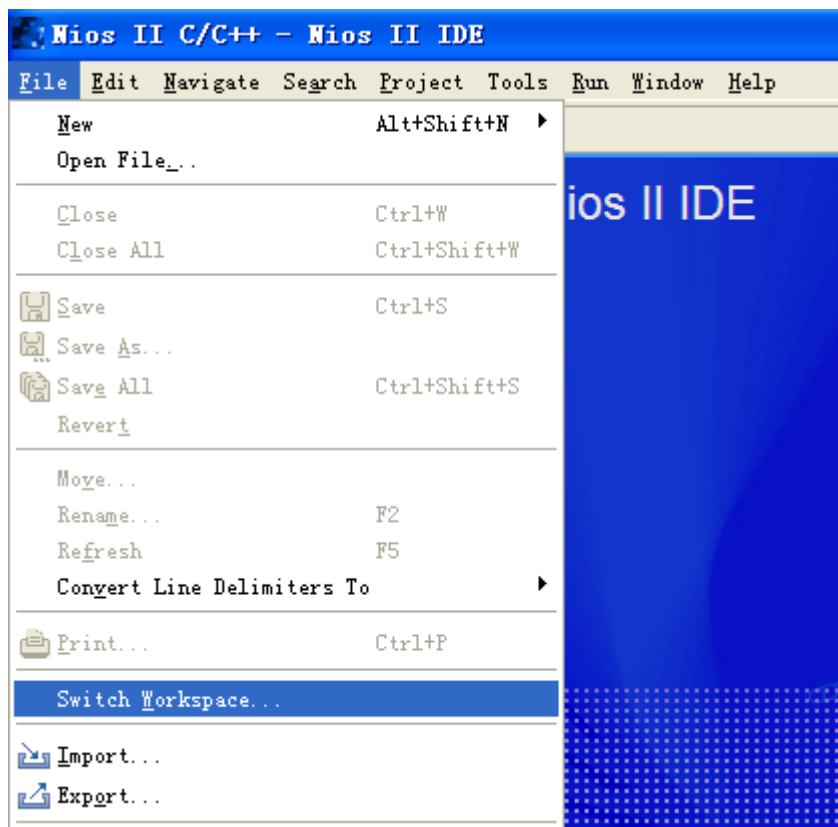 Nios II C/C++ - Nios II IDE
File Edit Navigate Search Project Tools Run Window Help
New Alt+Shift+N
Open File...
ios II IDE
Close Ctrl+W
Close All Ctrl+Shift+W
Save Ctrl+S
Save As...
Save All Ctrl+Shift+S
Revert
Move...
Rename... F2
Refresh F5
Convert Line Delimiters To
Print... Ctrl+P
Switch Workspace...
Import...
Export...